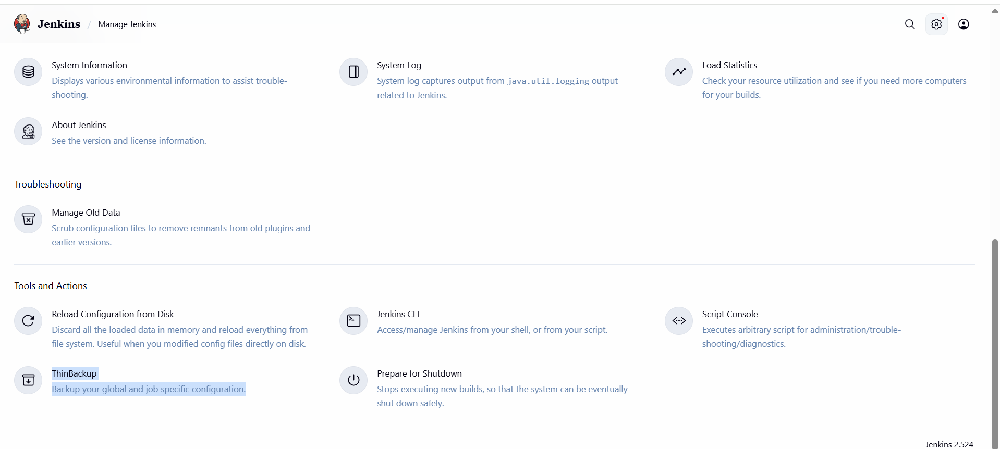 Jenkins / Manage Jenkins
System Information
Displays various environmental information to assist trouble-
shooting.
System Log
System log captures output from java.util.logging output
related to Jenkins.
Load Statistics
Check your resource utilization and see if you need more computers
for your builds.
About Jenkins
See the version and license information.
Troubleshooting
Manage Old Data
Scrub configuration files to remove remnants from old plugins and
earlier versions.
Tools and Actions
Reload Configuration from Disk
Discard all the loaded data in memory and reload everything from
file system. Useful when you modified config files directly on disk.
Jenkins CLI
Access/manage Jenkins from your shell, or from your script.
Script Console
Executes arbitrary script for administration/trouble-
shooting/diagnostics.
ThinBackup
Backup your global and job specific configuration.
Prepare for Shutdown
Stops executing new builds, so that the system can be eventually
shut down safely.
Jenkins 2.524